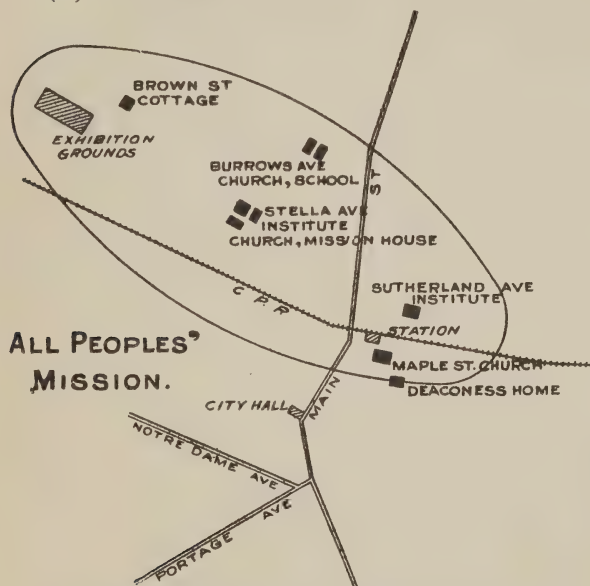 BROWN ST
COTTAGE
EXHIBITION
GROUNDS
BURROWS AVE
CHURCH, SCHOOL
ST
STELLA AVE
INSTITUTE
CHURCH, MISSION HOUSE
SUTHERLAND AVE
INSTITUTE
C P. R
STATION
ALL PEOPLES'
MISSION.
MAPLE ST. CHURCH
DEACONESS HOME
CITY HALL
MAIN
NOTRE DAME AVE
PORTAGE AVE